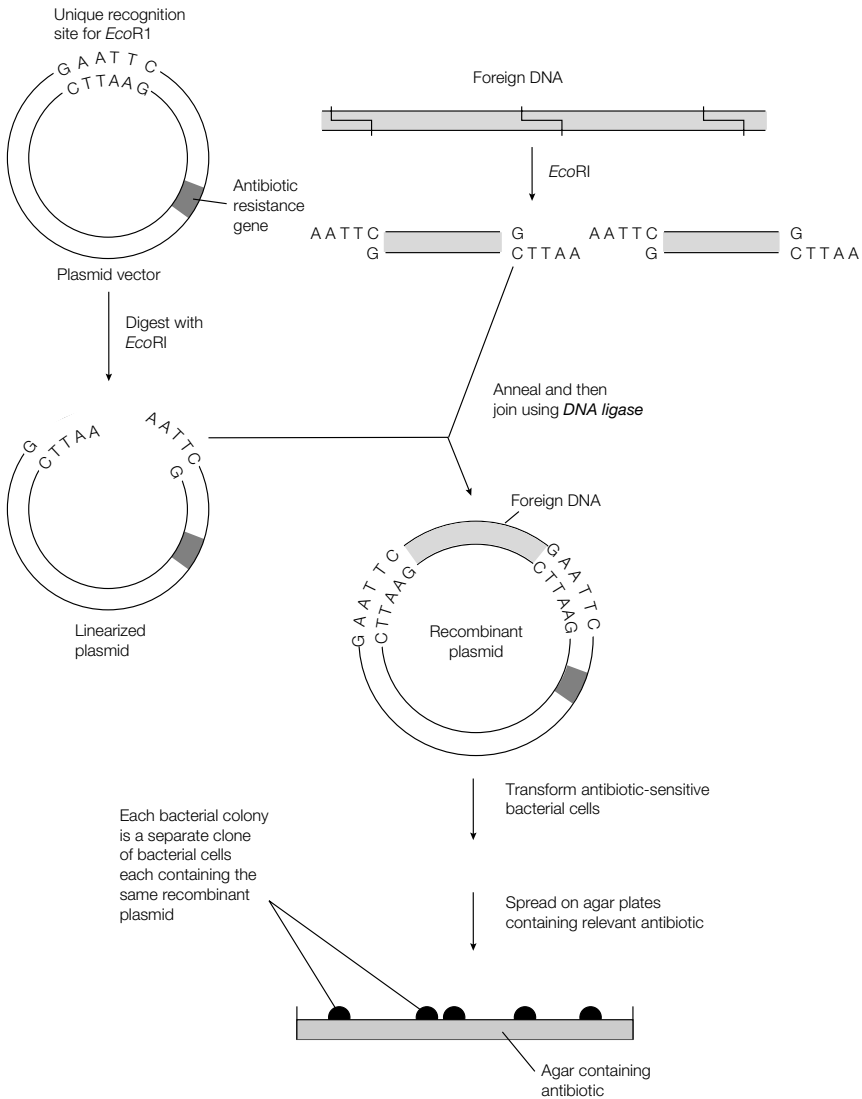 Unique recognition
site for EcoR1
G A A T T C
C T T A A G
Antibiotic
resistance
gene
Plasmid vector
Digest with
EcoRI
Foreign DNA
EcoRI
A A T T C
G
G
C T T A A
A A T T C
G
G
C T T A A
Anneal and then
join using DNA ligase
G
C T T A A
A A T T C
G
Linearized
plasmid
Foreign DNA
G A A T T C
C T T A A G
G A A T T C
C T T A A G
Recombinant
plasmid
Transform antibiotic-sensitive
bacterial cells
Each bacterial colony
is a separate clone
of bacterial cells
each containing the
same recombinant
plasmid
Spread on agar plates
containing relevant antibiotic
Agar containing
antibiotic